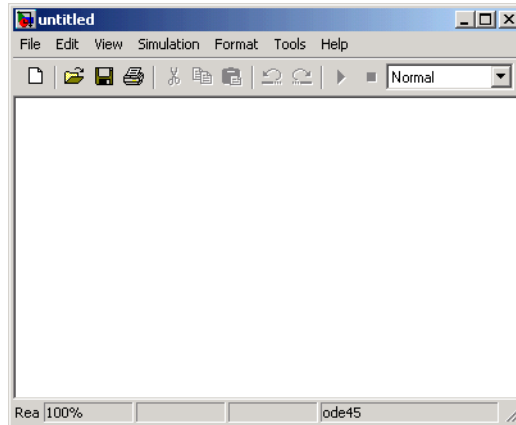 untitled
File Edit View Simulation Format Tools Help
Normal
Rea 100% ode45